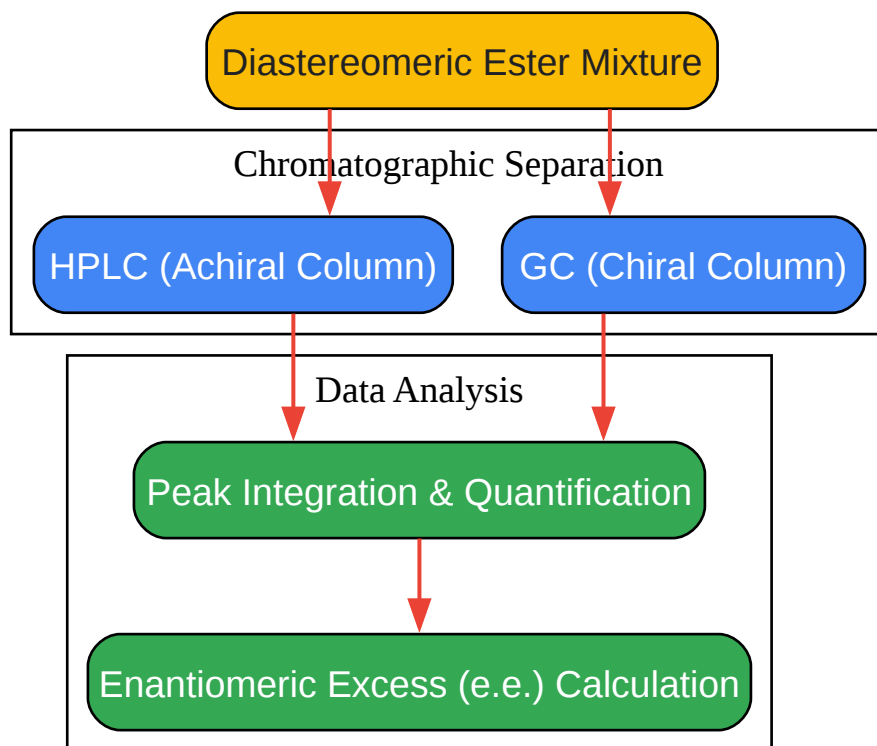 Diastereomeric Ester Mixture
Chromatographic Separation
HPLC (Achiral Column)
GC (Chiral Column)
Data Analysis
Peak Integration & Quantification
Enantiomeric Excess (e.e.) Calculation